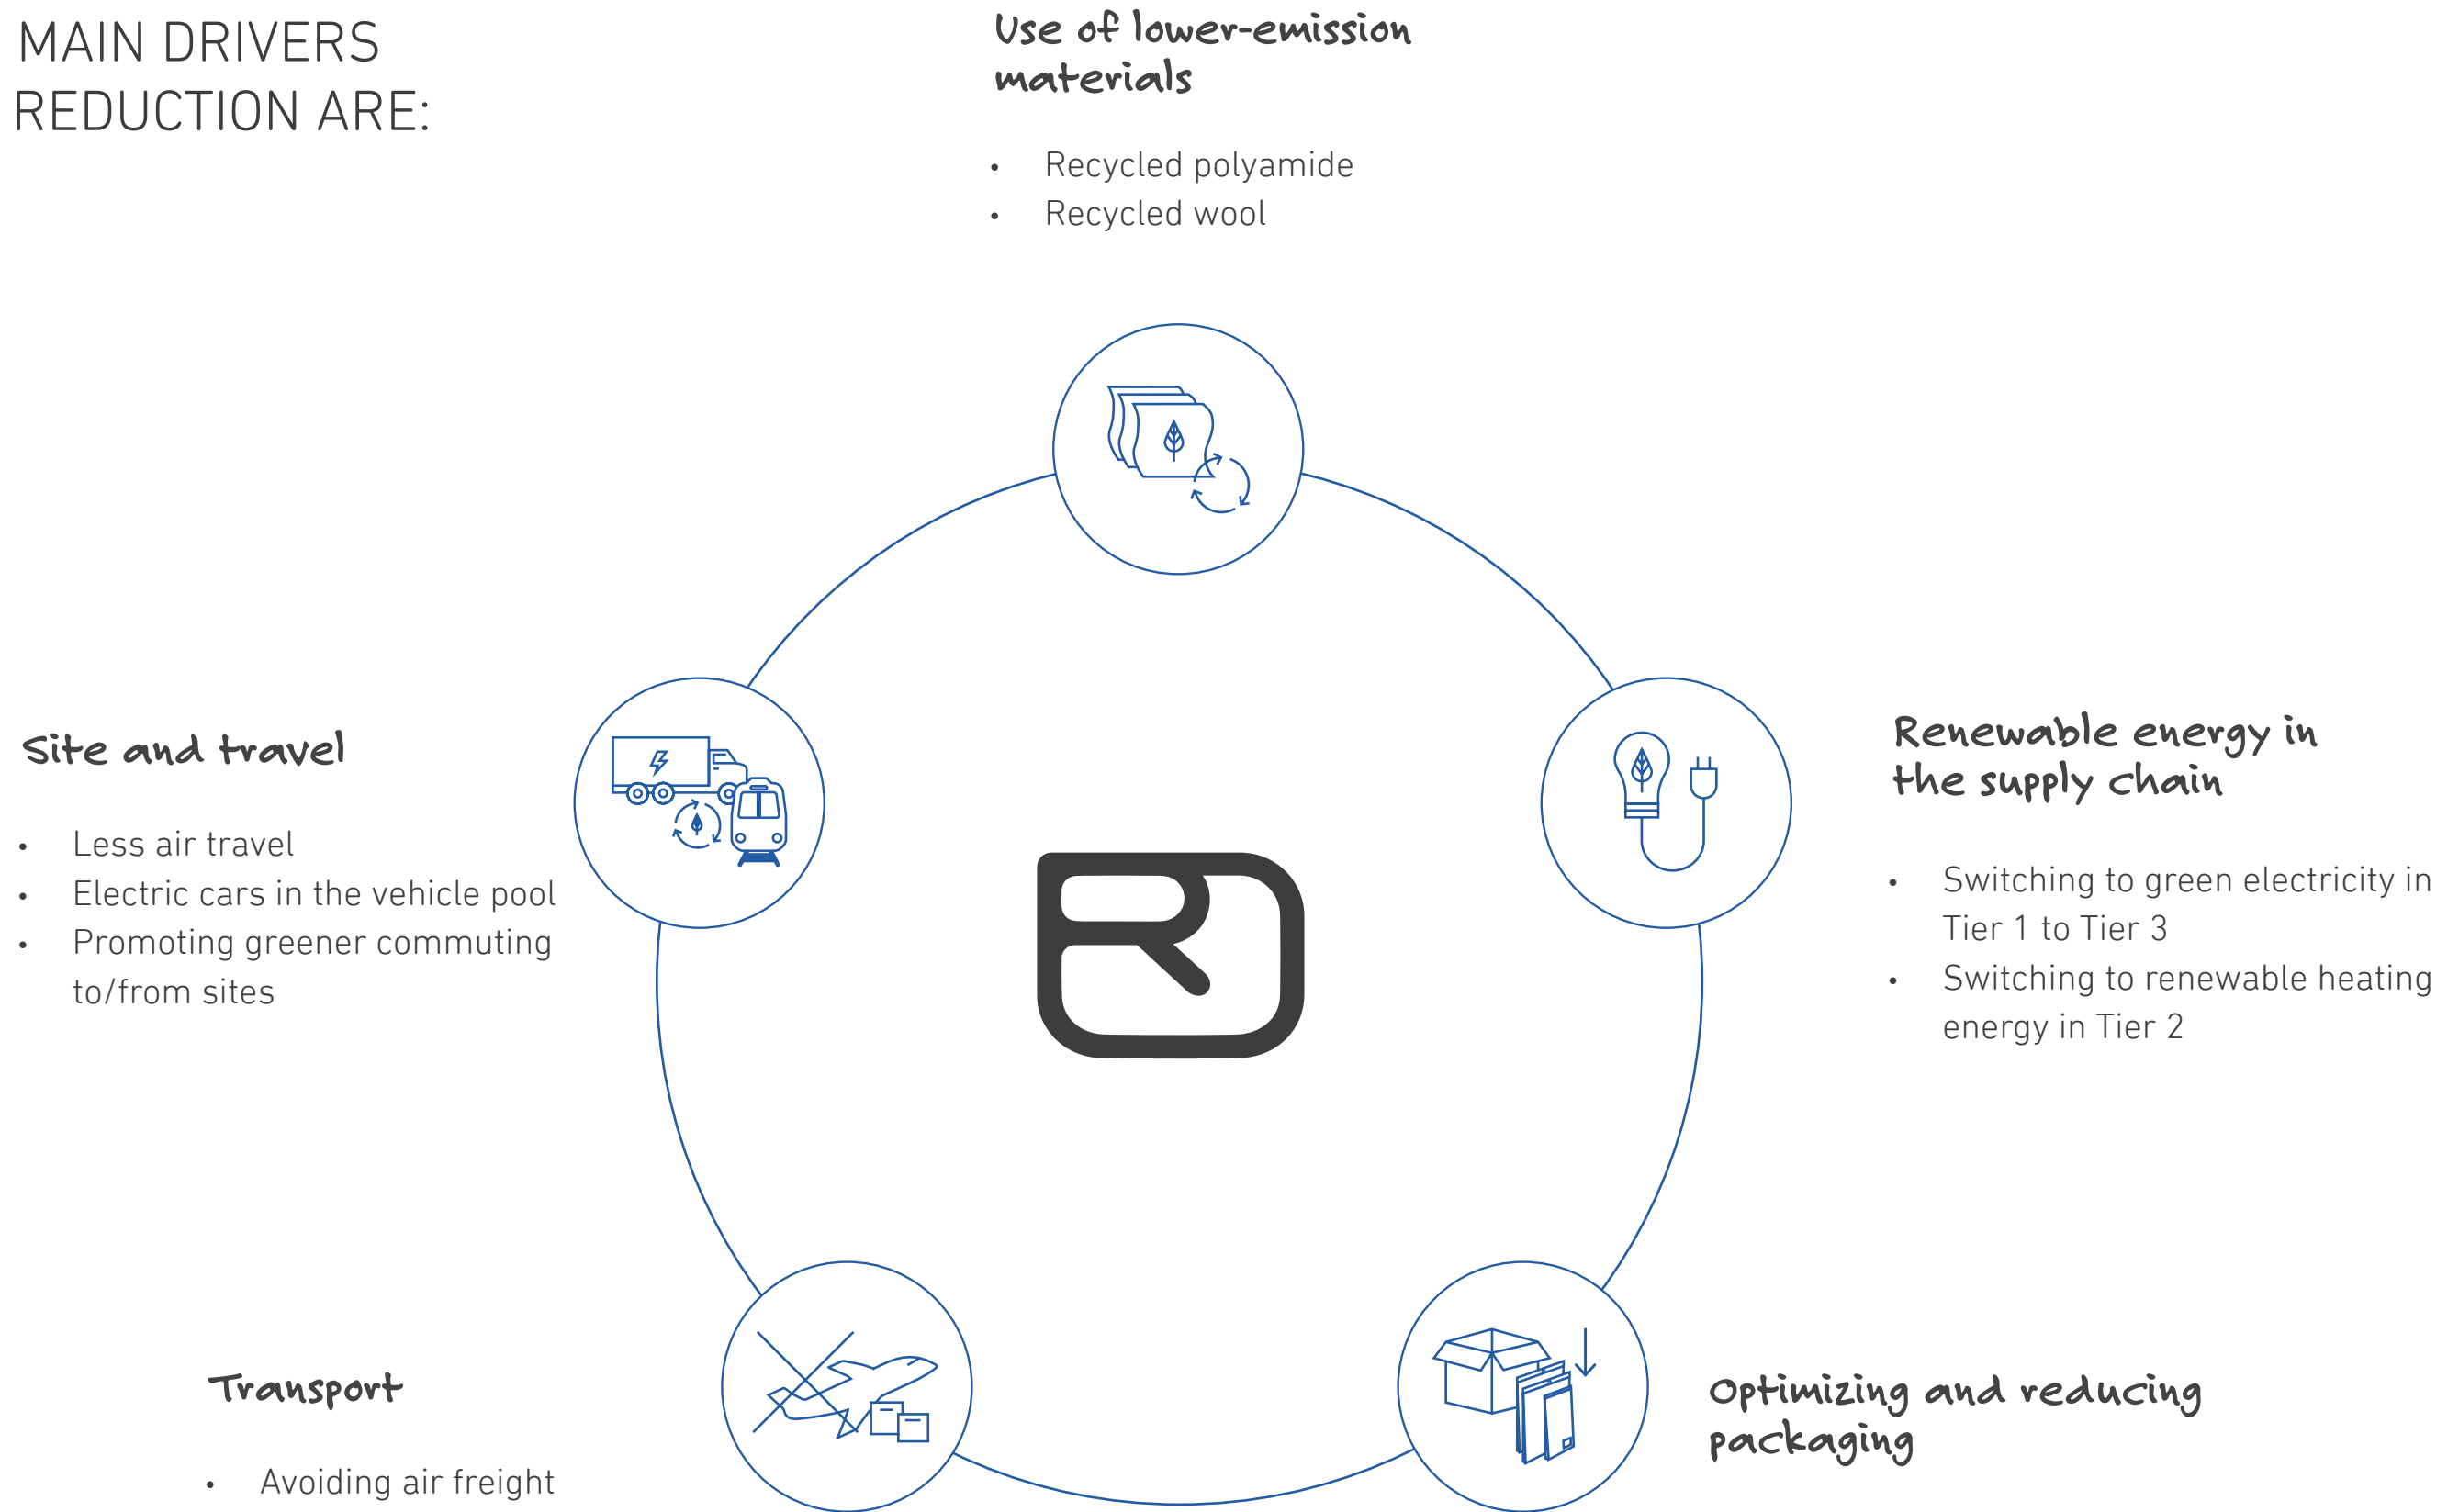 MAIN DRIVERS
REDUCTION ARE:
Use of lower-emission
materials
• Recycled polyamide
• Recycled wool
Renewable energy in
the supply chain
• Switching to green electricity in
Tier 1 to Tier 3
• Switching to renewable heating
energy in Tier 2
Optimizing and reducing
packaging
Transport
• Avoiding air freight
Site and travel
• Less air travel
• Electric cars in the vehicle pool
• Promoting greener commuting
to/from sites
R